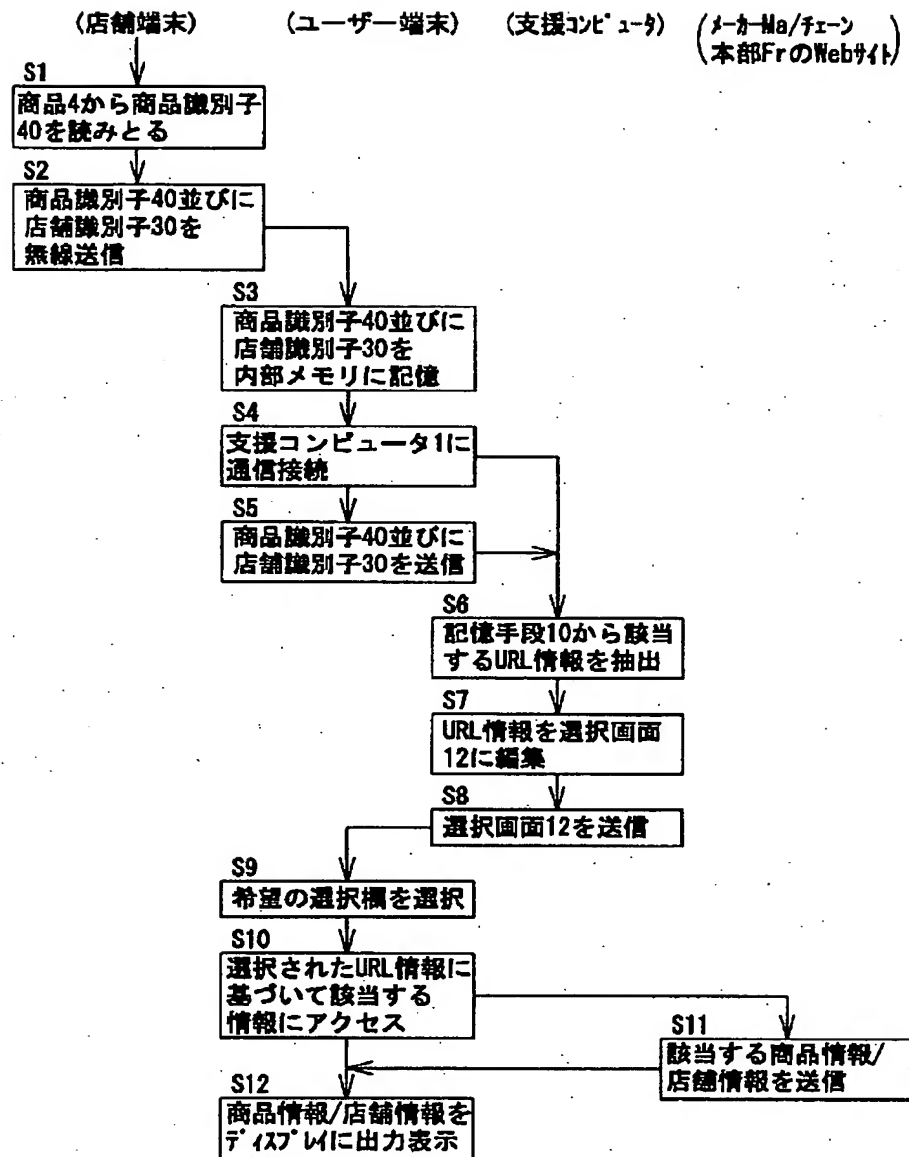 (店舗端末)
(ユーザー端末)
(支援コンピュータ)
(メーカーMa/チェーン
本部FrのWebサイト)
S1
商品4から商品識別子
40を読みとる
S2
商品識別子40並びに
店舗識別子30を
無線送信
S3
商品識別子40並びに
店舗識別子30を
内部メモリに記憶
S4
支援コンピュータ1に
通信接続
S5
商品識別子40並びに
店舗識別子30を送信
S6
記憶手段10から該当
するURL情報を抽出
S7
URL情報を選択画面
12に編集
S8
選択画面12を送信
S9
希望の選択欄を選択
S10
選択されたURL情報に
基づいて該当する
情報にアクセス
S11
該当する商品情報/
店舗情報を送信
S12
商品情報/店舗情報を
ディスプレイに出力表示